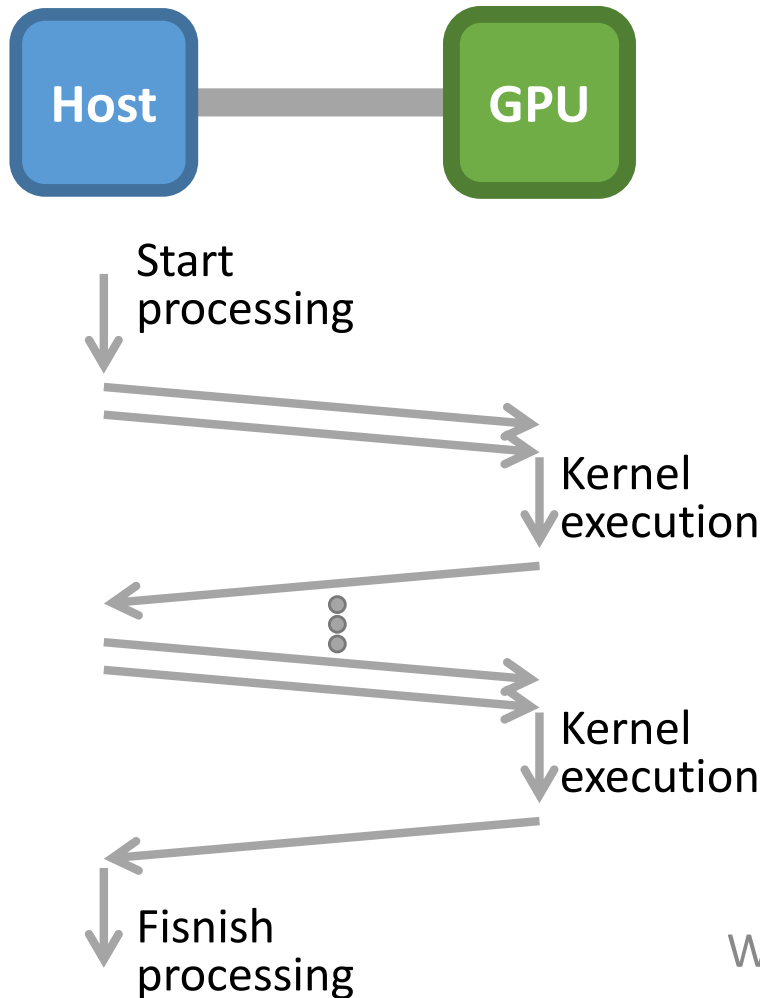 Host
GPU
Start
processing
Kernel
execution
Kernel
execution
Fisnish
processing
W